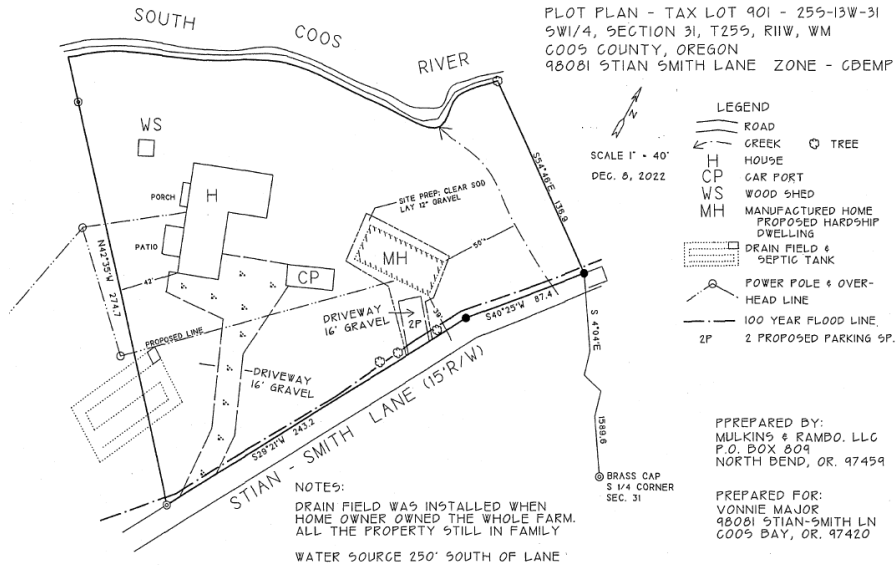 PLOT PLAN - TAX LOT 901 - 25S-13W-31
SW1/4, SECTION 31, T25S, R11W, WM
COOS COUNTY, OREGON
98081 STIAN SMITH LANE ZONE - CBEMP
SOUTH COOS RIVER
N
SCALE 1" = 40'
DEC. 8, 2022
LEGEND
ROAD
CREEK
TREE
H HOUSE
CP CAR PORT
WS WOOD SHED
MH MANUFACTURED HOME
PROPOSED HARDSHIP
DWELLING
DRAIN FIELD &
SEPTIC TANK
POWER POLE & OVER-
HEAD LINE
100 YEAR FLOOD LINE
2P 2 PROPOSED PARKING SP.
WS
PORCH
H
PATIO
CP
42'
N42°35'W 274.7
PROPOSED LINE
SITE PREP: CLEAR SOD
LAY 12" GRAVEL
MH
50'
S54°46'E 136.9
DRIVEWAY
16' GRAVEL
2P
39'
S40°25'W 87.4
DRIVEWAY
16' GRAVEL
S29°21'W 243.2
STIAN - SMITH LANE (15'R/W)
S 4°04'E
1589.6
BRASS CAP
S 1/4 CORNER
SEC. 31
NOTES:
DRAIN FIELD WAS INSTALLED WHEN
HOME OWNER OWNED THE WHOLE FARM.
ALL THE PROPERTY STILL IN FAMILY
WATER SOURCE 250' SOUTH OF LANE
PPREPARED BY:
MULKINS & RAMBO. LLC
P.O. BOX 809
NORTH BEND, OR. 97459
PREPARED FOR:
VONNIE MAJOR
98081 STIAN-SMITH LN
COOS BAY, OR. 97420